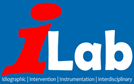 iLab
Idiographic | Intervention | Instrumentation | Interdisciplinary